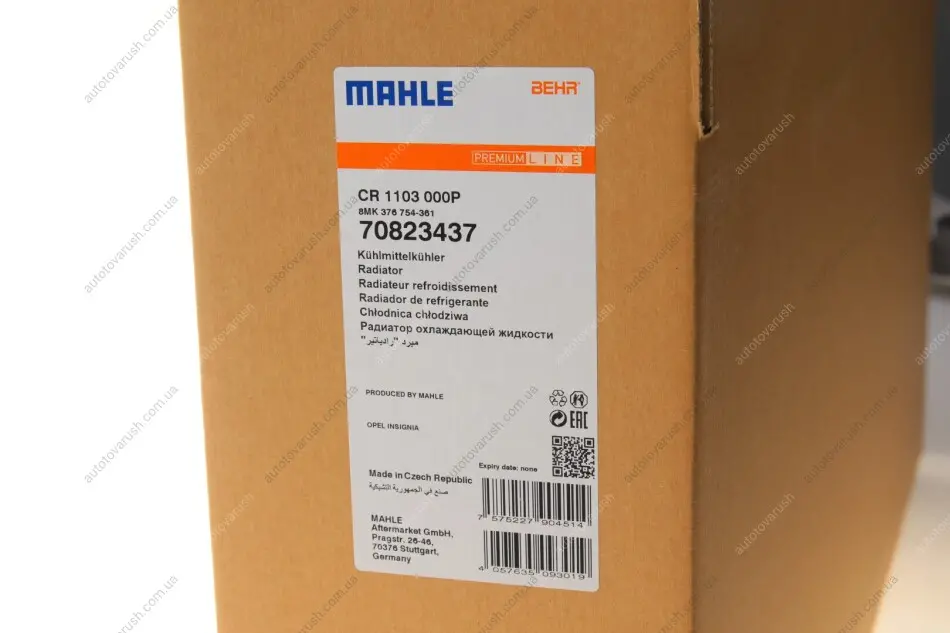 MAHLE
BEHR
PREMIUM LINE
CR 1103 000P
8MK 376 754-361
70823437
Kühlmittelkühler
Radiator
Radiateur refroidissement
Radiador de refrigerante
Chłodnica chłodziwa
Радиатор охлаждающей жидкости
مبرد "رادياتير"
PRODUCED BY MAHLE
EAC
OPEL INSIGNIA
Expiry date: none
Made in Czech Republic
صنع في الجمهورية التشيكية
7 575227 904514
MAHLE
Aftermarket GmbH,
Pragstr. 26-46,
70376 Stuttgart,
Germany
4 057635 093019
autotovarush.com.ua